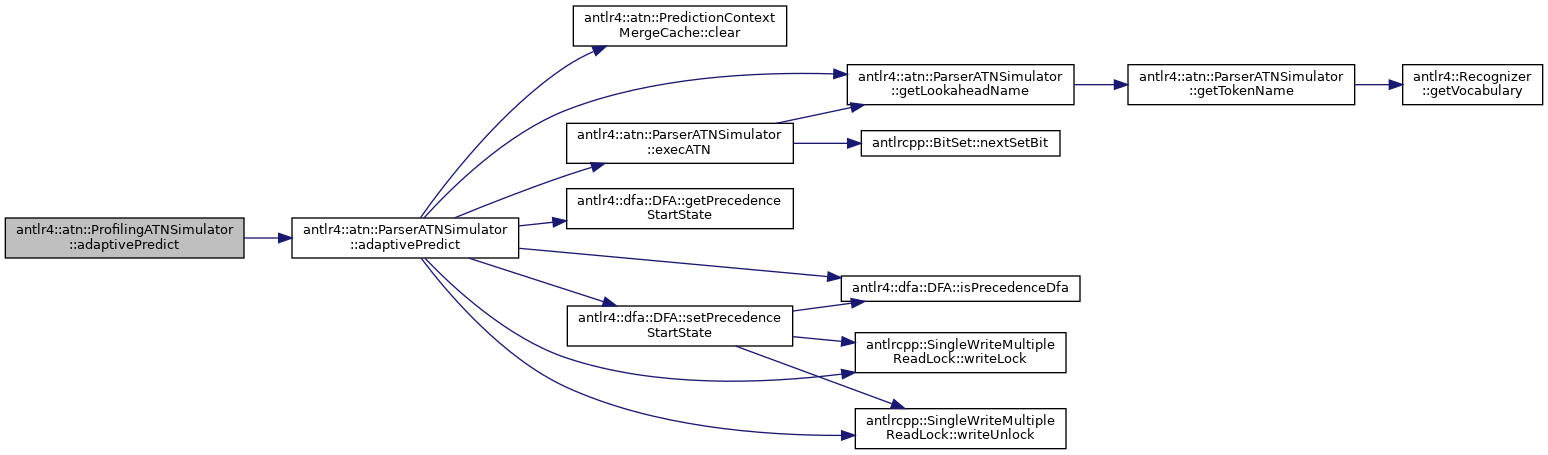 antlr4::atn::PredictionContext
MergeCache::clear
antlr4::atn::ParserATNSimulator
::getLookaheadName
antlr4::atn::ParserATNSimulator
::getTokenName
antlr4::Recognizer
::getVocabulary
antlr4::atn::ParserATNSimulator
::execATN
antlrcpp::BitSet::nextSetBit
antlr4::dfa::DFA::getPrecedence
StartState
antlr4::atn::ProfilingATNSimulator
::adaptivePredict
antlr4::atn::ParserATNSimulator
::adaptivePredict
antlr4::dfa::DFA::isPrecedenceDfa
antlr4::dfa::DFA::setPrecedence
StartState
antlrcpp::SingleWriteMultiple
ReadLock::writeLock
antlrcpp::SingleWriteMultiple
ReadLock::writeUnlock